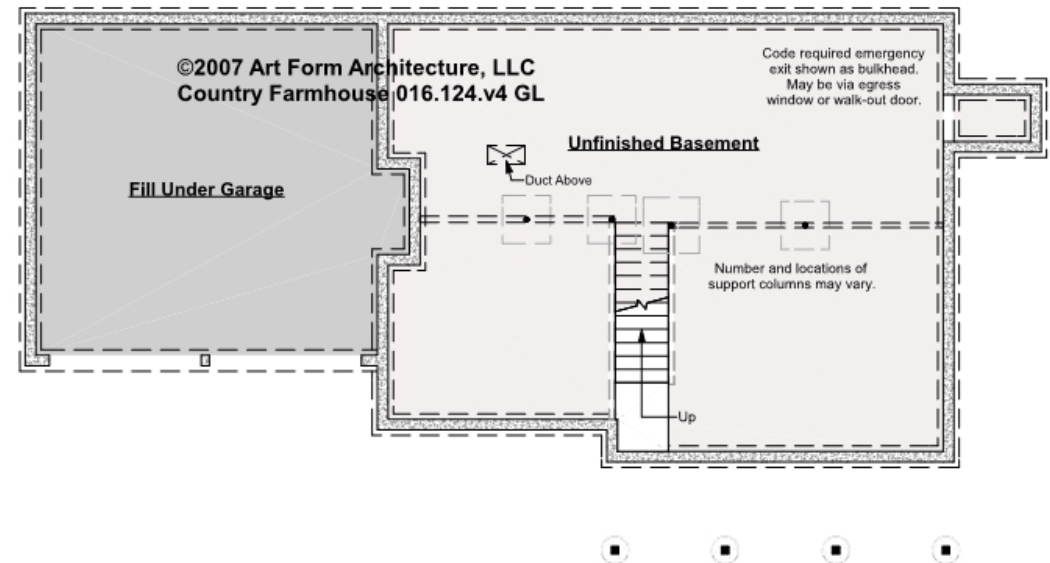 ©2007 Art Form Architecture, LLC
Country Farmhouse 016.124.v4 GL
Code required emergency
exit shown as bulkhead.
May be via egress
window or walk-out door.
Unfinished Basement
Duct Above
Fill Under Garage
Number and locations of
support columns may vary.
Up